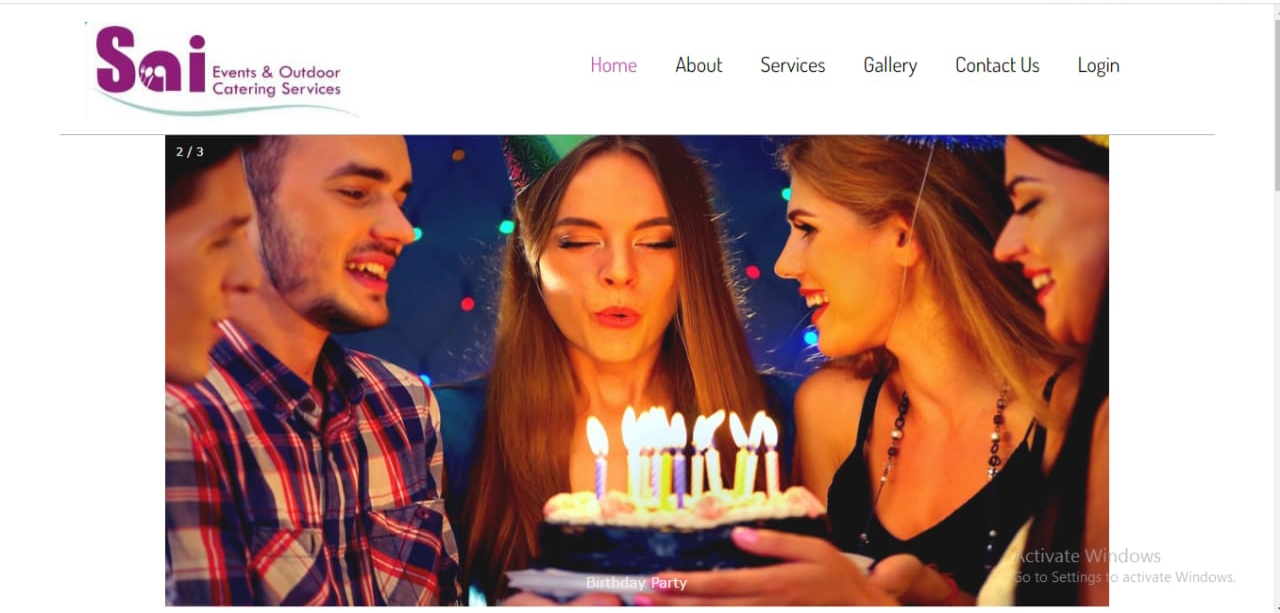 Sai
Events & Outdoor
Catering Services
Home
About
Services
Gallery
Contact Us
Login
2 / 3
Birthday Party
Activate Windows
Go to Settings to activate Windows.